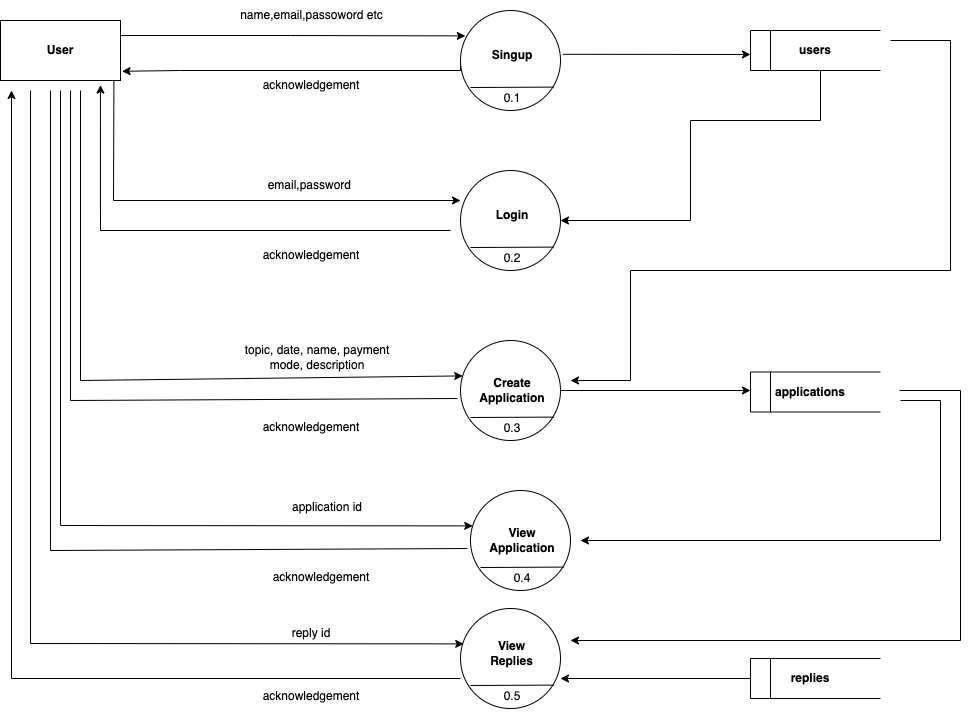 name,email,passoword etc
User
Singup
users
acknowledgement
0.1
email,password
Login
acknowledgement
0.2
topic, date, name, payment
mode, description
Create
Application
applications
acknowledgement
0.3
application id
View
Application
acknowledgement
0.4
reply id
View
Replies
replies
acknowledgement
0.5